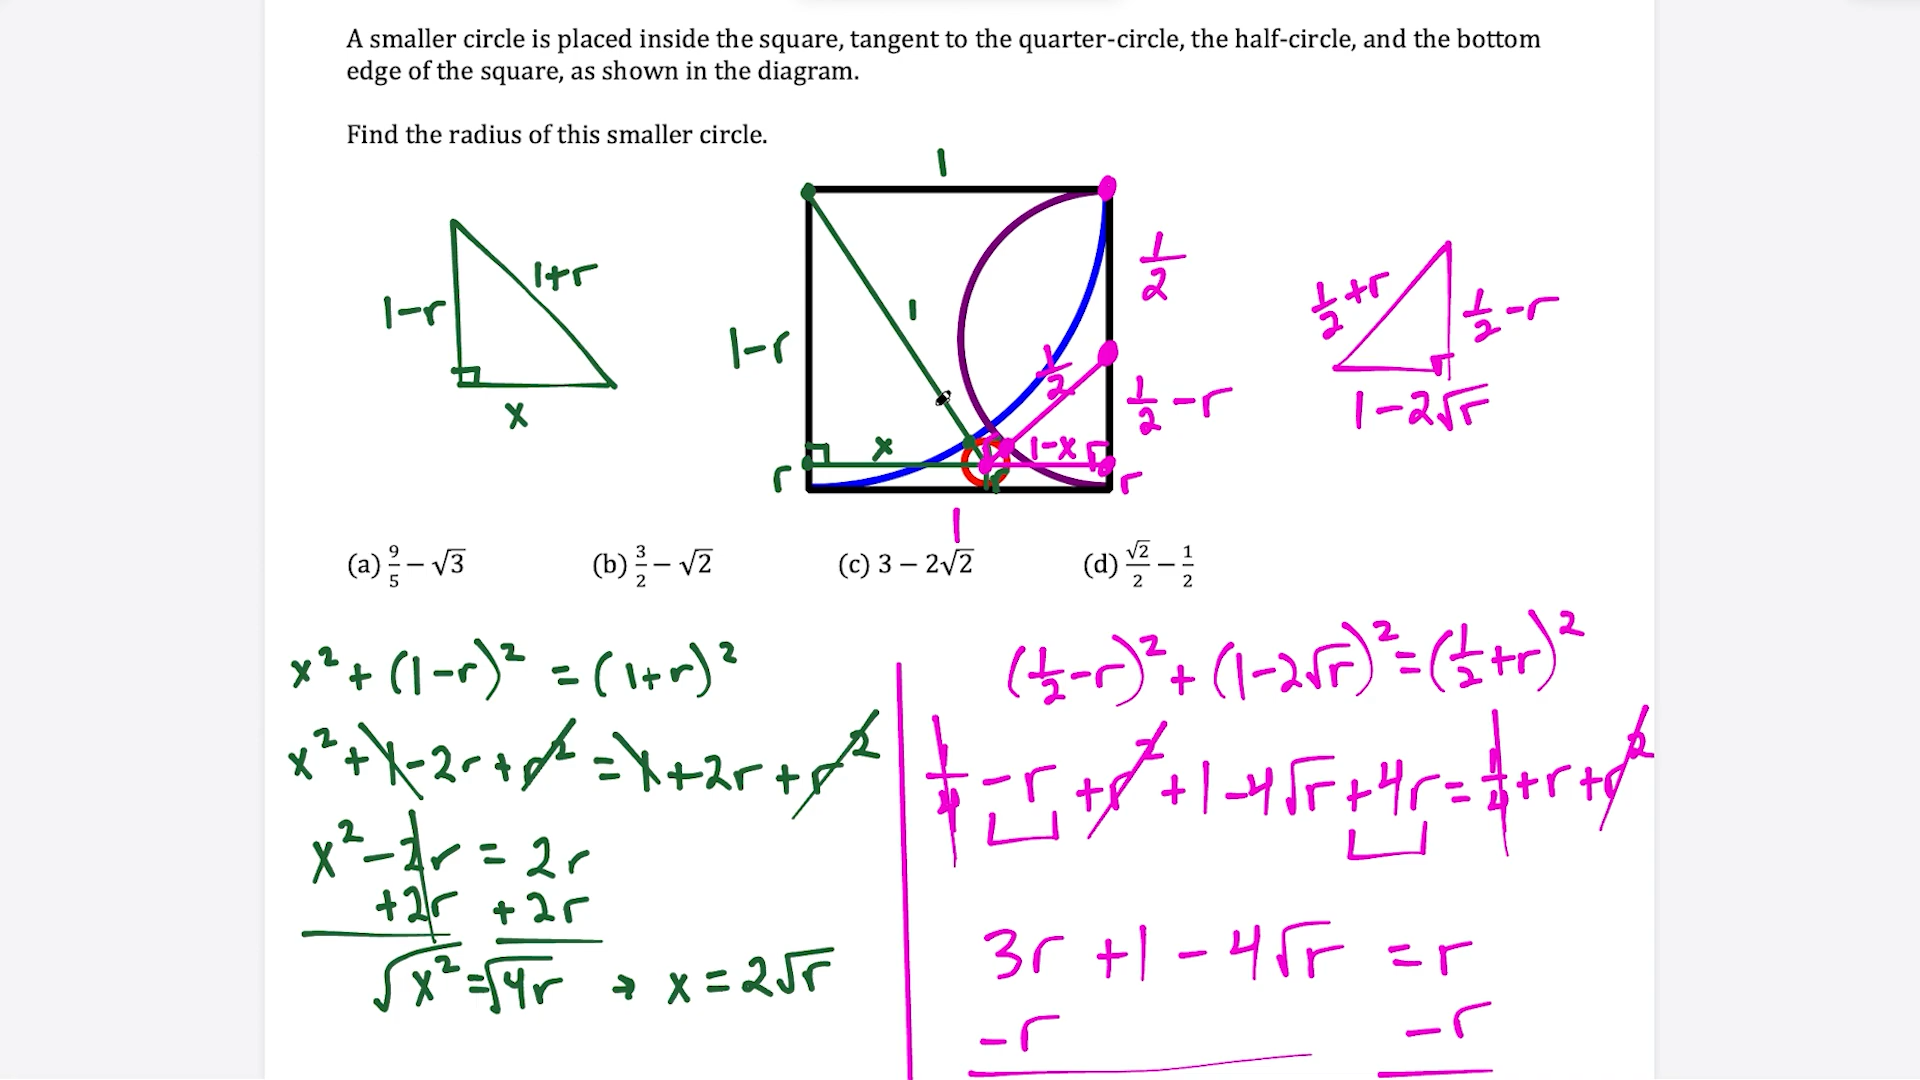 A smaller circle is placed inside the square, tangent to the quarter-circle, the half-circle, and the bottom
edge of the square, as shown in the diagram.
Find the radius of this smaller circle.
1
1-r
1+r
x
1-r
1
1/2
1/2
1/2 -r
x
1-x
r
r
r
1
1/2 +r
1/2 -r
1-2√r
(a) 9/5 − √3 (b) 3/2 − √2 (c) 3 − 2√2 (d) √2/2 − 1/2
x² + (1-r)² = (1+r)²
x² + 1 - 2r + r² = 1 + 2r + r²
x² - 2r = 2r
+2r +2r
√x² = √4r → x = 2√r
(1/2 -r)² + (1-2√r)² = (1/2 +r)²
1/4 - r + r² + 1 - 4√r + 4r = 1/4 + r + r²
3r + 1 - 4√r = r
-r -r